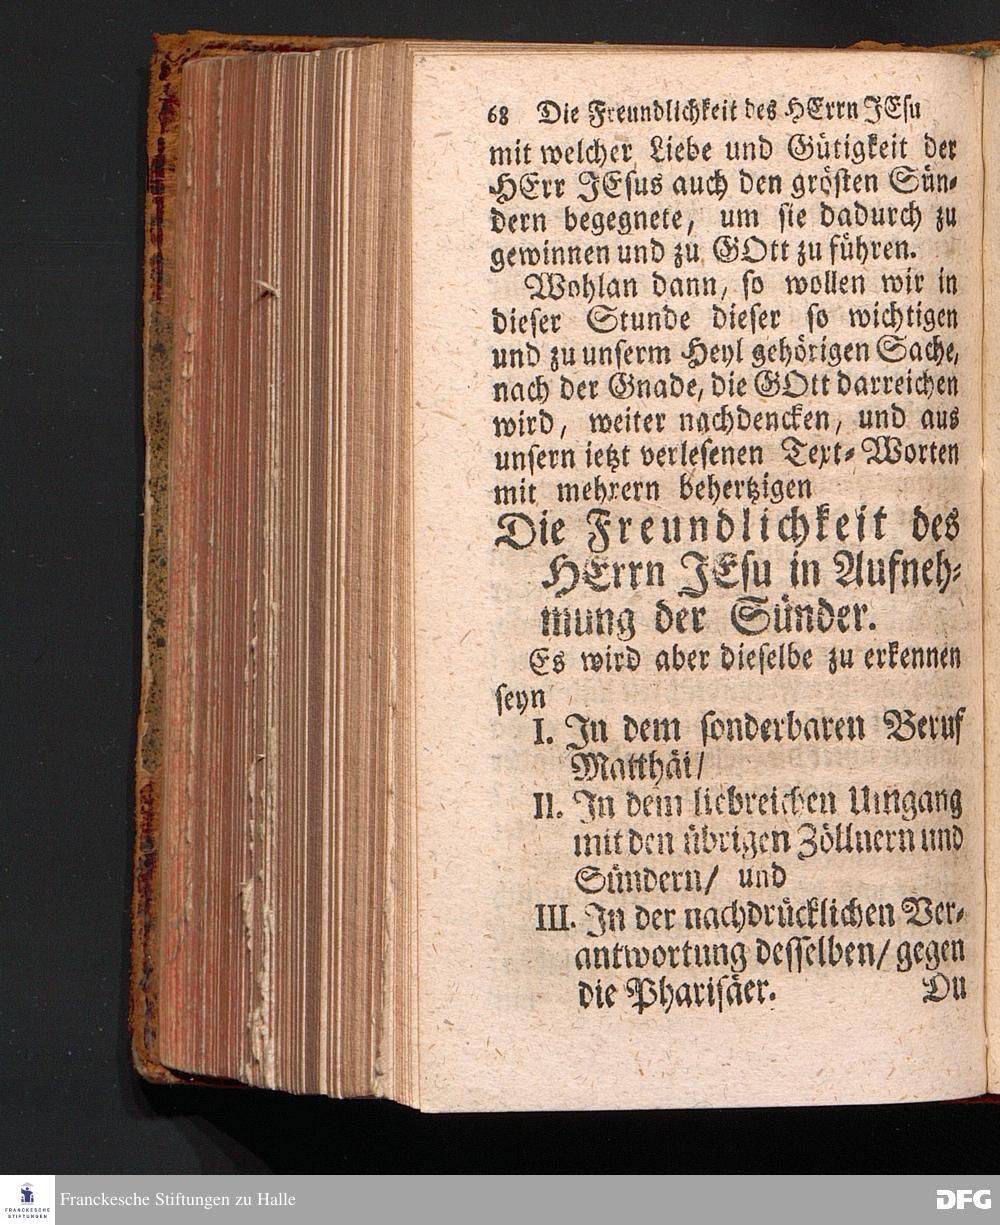 68 Die Freundlichkeit des HErrn JEsu
mit welcher Liebe und Gütigkeit der
HErr JEsus auch den grösten Sün-
dern begegnete, um sie dadurch zu
gewinnen und zu GOtt zu führen.
Wohlan dann, so wollen wir in
dieser Stunde dieser so wichtigen
und zu unserm Heyl gehörigen Sache,
nach der Gnade, die GOtt darreichen
wird, weiter nachdencken, und aus
unsern ietzt verlesenen Text-Worten
mit mehrern behertzigen
Die Freundlichkeit des
HErrn JEsu in Aufneh-
mung der Sünder.
Es wird aber dieselbe zu erkennen
seyn
I. In dem sonderbaren Beruf
Matthäi/
II. In dem liebreichen Umgang
mit den übrigen Zöllnern und
Sündern/ und
III. In der nachdrücklichen Ver-
antwortung desselben/ gegen
die Pharisäer.
Du
FRANCKESCHE
STIFTUNGEN
Franckesche Stiftungen zu Halle
DFG